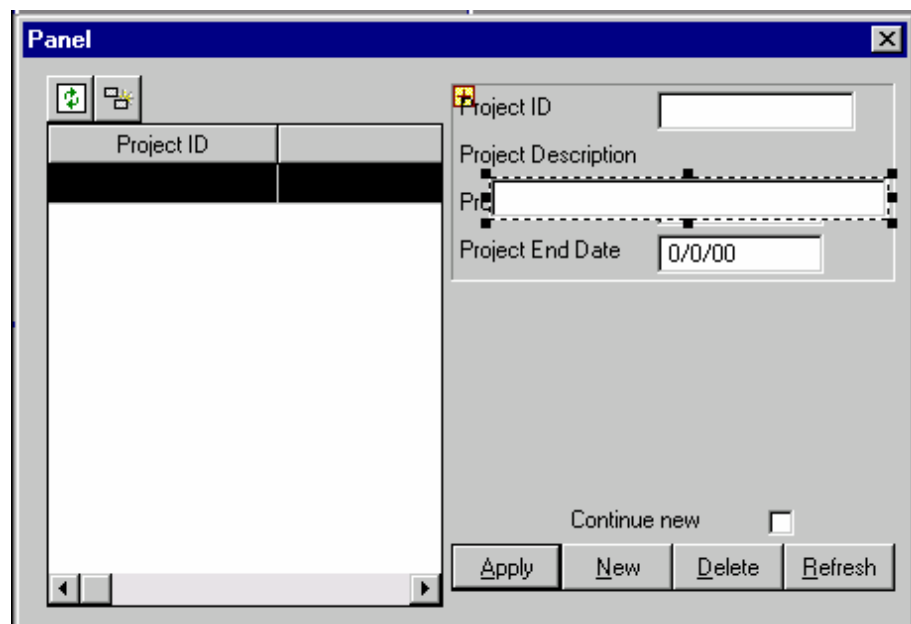 Panel
Project ID
Project ID
Project Description
Project End Date
0/0/00
Continue new
Apply
New
Delete
Refresh